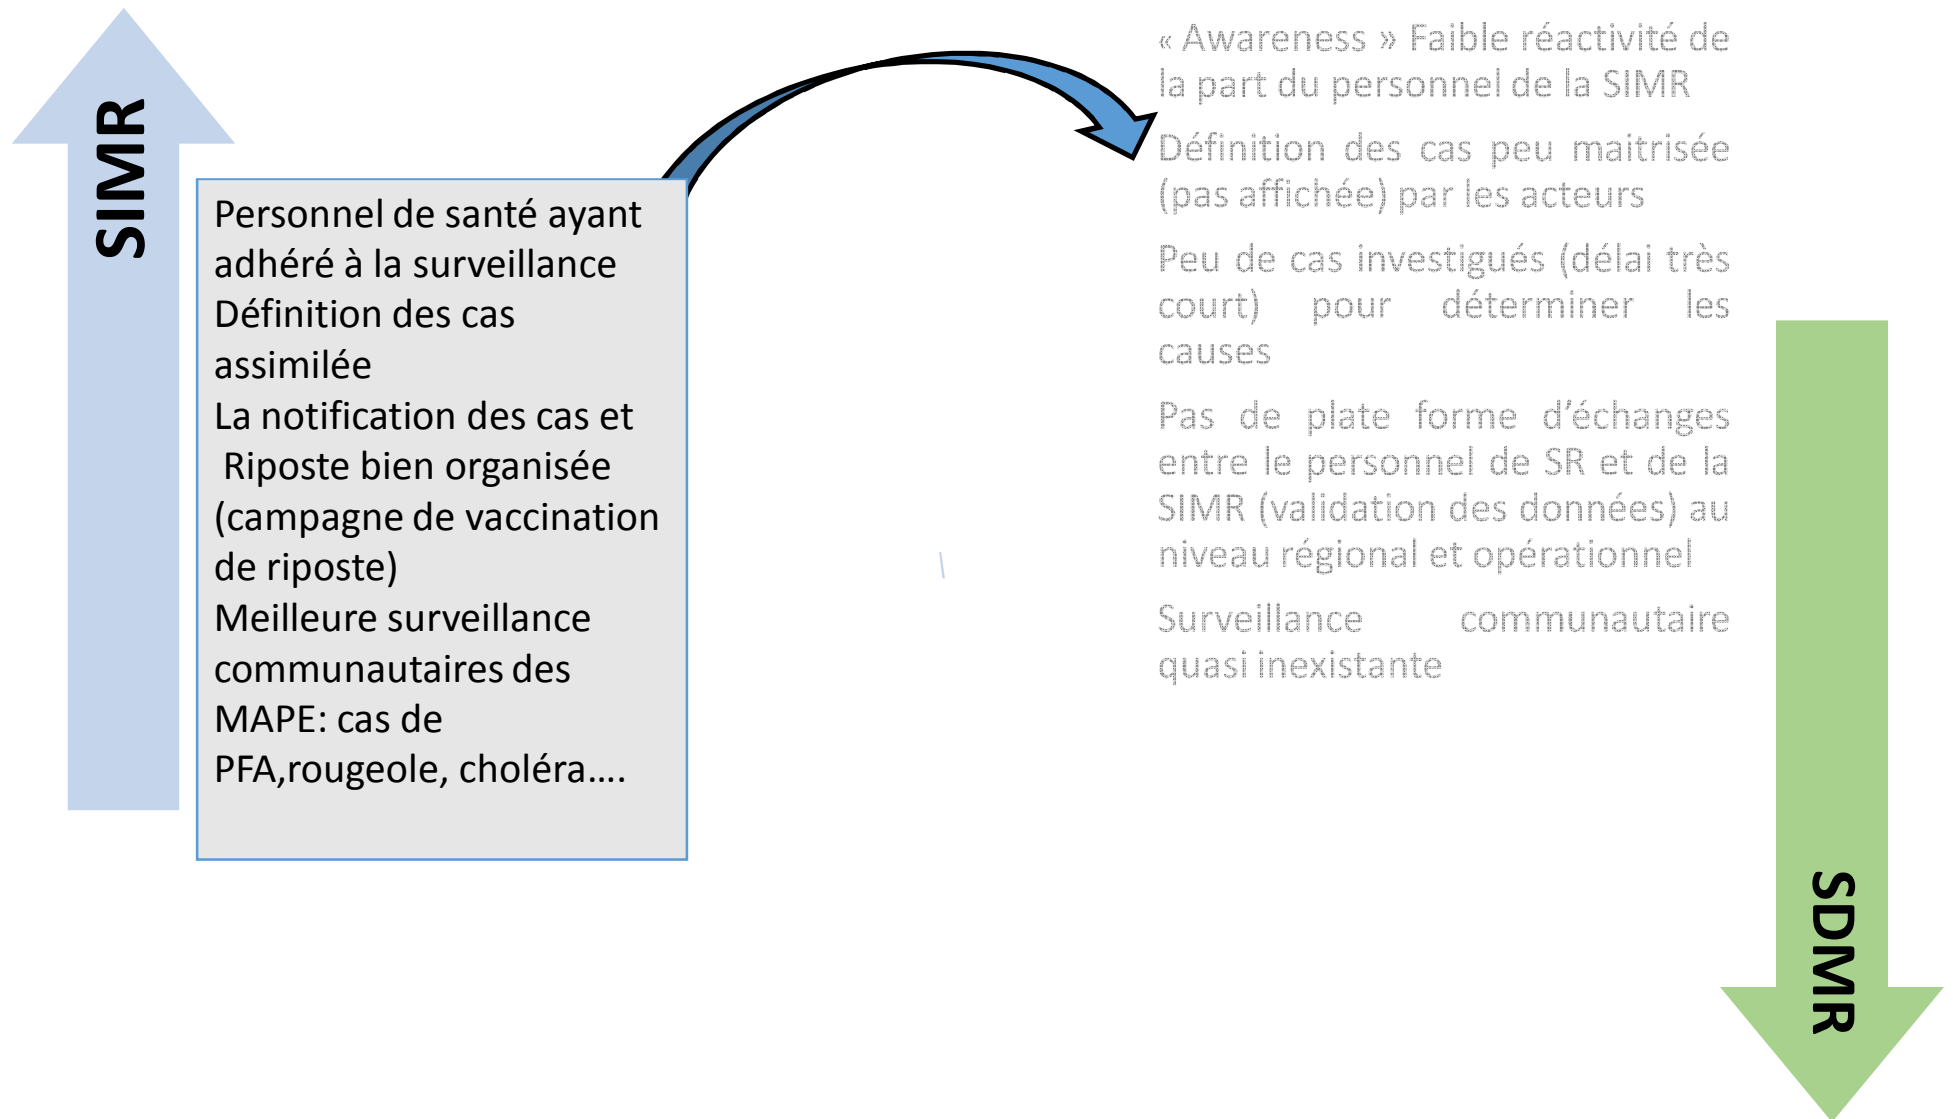 SIMR
Personnel de santé ayant
adhéré à la surveillance
Définition des cas
assimilée
La notification des cas et
Riposte bien organisée
(campagne de vaccination
de riposte)
Meilleure surveillance
communautaires des
MAPE: cas de
PFA,rougeole, choléra....
« Awareness » Faible réactivité de
la part du personnel de la SIMR
Définition des cas peu maitrisée
(pas affichée) par les acteurs
Peu de cas investigués (délai très
court) pour déterminer les
causes
Pas de plate forme d’échanges
entre le personnel de SR et de la
SIMR (validation des données) au
niveau régional et opérationnel
Surveillance communautaire
quasi inexistante
SDMR